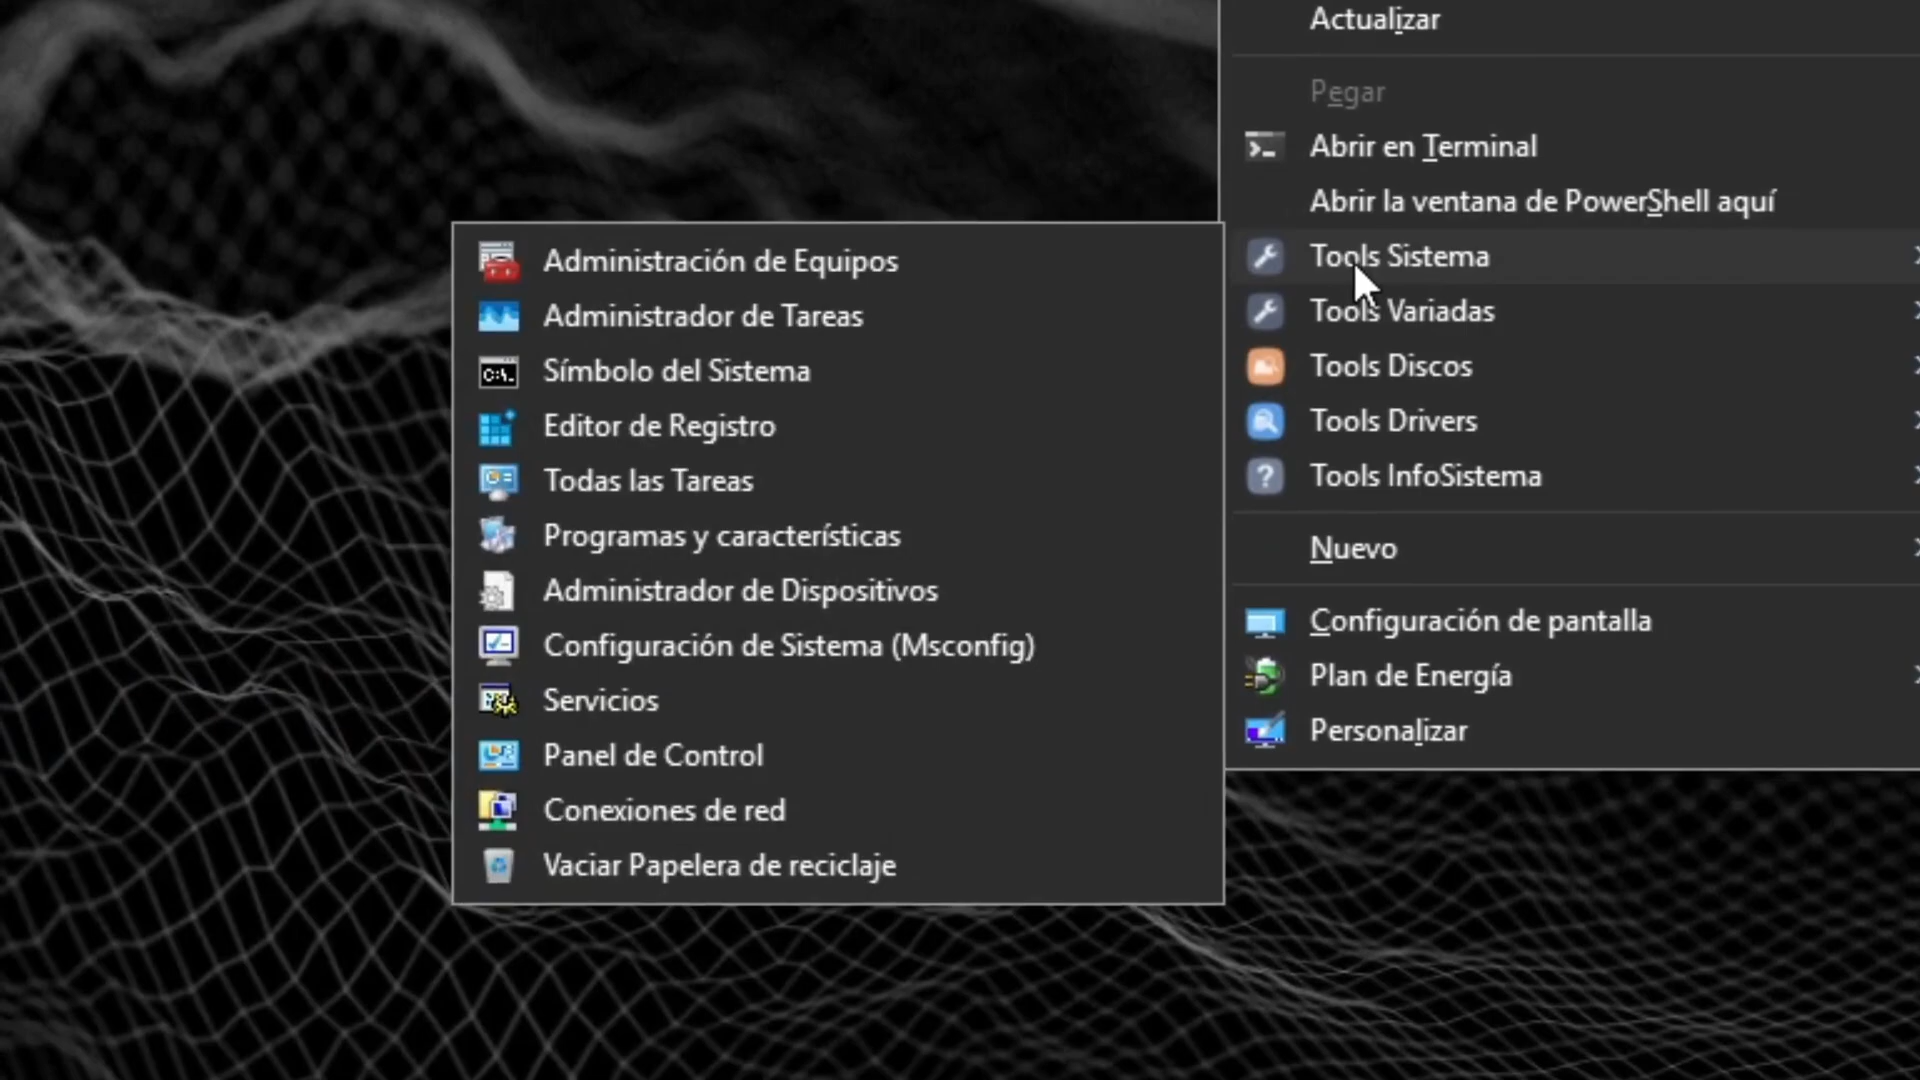 Actualizar
Pegar
Abrir en Terminal
Abrir la ventana de PowerShell aquí
Tools Sistema
Tools Variadas
Tools Discos
Tools Drivers
Tools InfoSistema
Nuevo
Configuración de pantalla
Plan de Energía
Personalizar
Administración de Equipos
Administrador de Tareas
Símbolo del Sistema
Editor de Registro
Todas las Tareas
Programas y características
Administrador de Dispositivos
Configuración de Sistema (Msconfig)
Servicios
Panel de Control
Conexiones de red
Vaciar Papelera de reciclaje